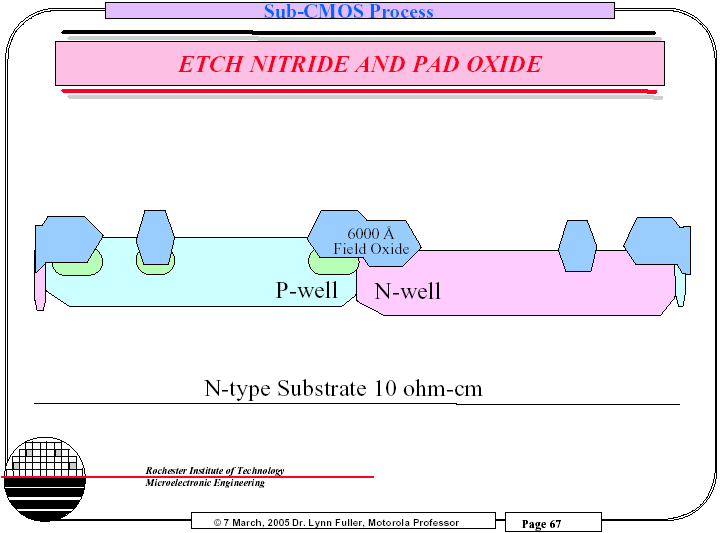 Sub-CMOS Process
ETCH NITRIDE AND PAD OXIDE
6000 Å
Field Oxide
P-well
N-well
N-type Substrate 10 ohm-cm
Rochester Institute of Technology
Microelectronic Engineering
© 7 March, 2005 Dr. Lynn Fuller, Motorola Professor
Page 67